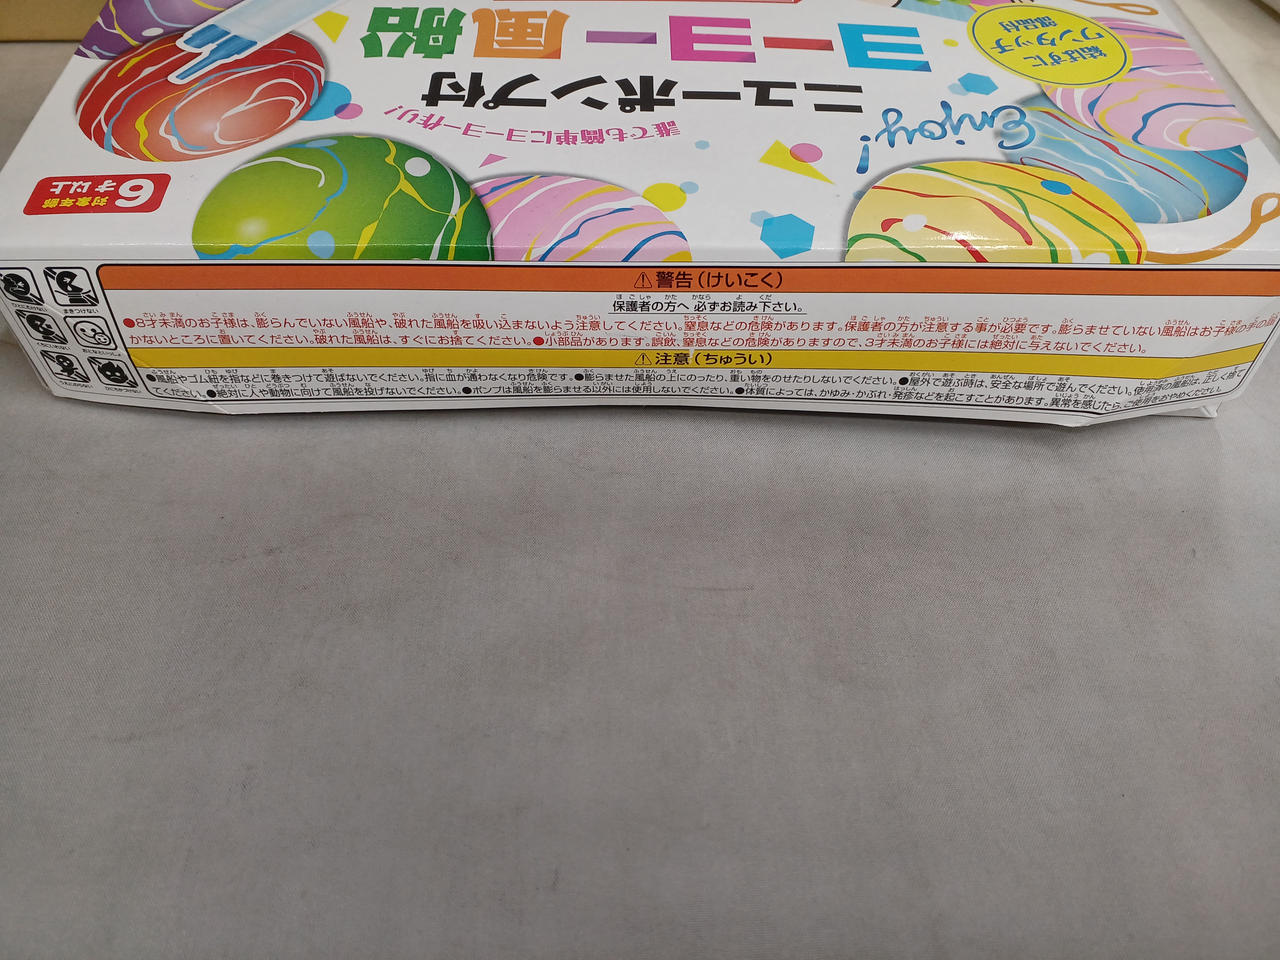 ヨーヨー風船
ニューポンプ付
誰でも簡単にヨーヨー作り!
Enjoy!
結ばずに
ワンタッチ
部品付
対象年齢
6才以上
警告(けいこく)
保護者の方へ 必ずお読み下さい。
●8才未満のお子様は、膨らんでいない風船や、破れた風船を吸い込まないよう注意してください。窒息などの危険があります。保護者の方が注意する事が必要です。膨らませていない風船はお子様の手の届
かないところに置いてください。破れた風船は、すぐにお捨てください。●小部品があります。誤飲、窒息などの危険がありますので、3才未満のお子様には絶対に与えないでください。
注意(ちゅうい)
●風船やゴム紐を指などに巻きつけて遊ばないでください。指に血が通わなくなり危険です。●膨らませた風船の上にのったり、重い物をのせたりしないでください。●屋外で遊ぶ時は、安全な場所で遊んでください。使用済の風船は、正しく捨
ててください。●絶対に人や動物に向けて風船を投げないでください。●ポンプは風船を膨らませる以外には使用しないでください。●体質によっては、かゆみ・かぶれ・発疹などを起こすことがあります。異常を感じたら、ご使用をおやめください。
まきつけない